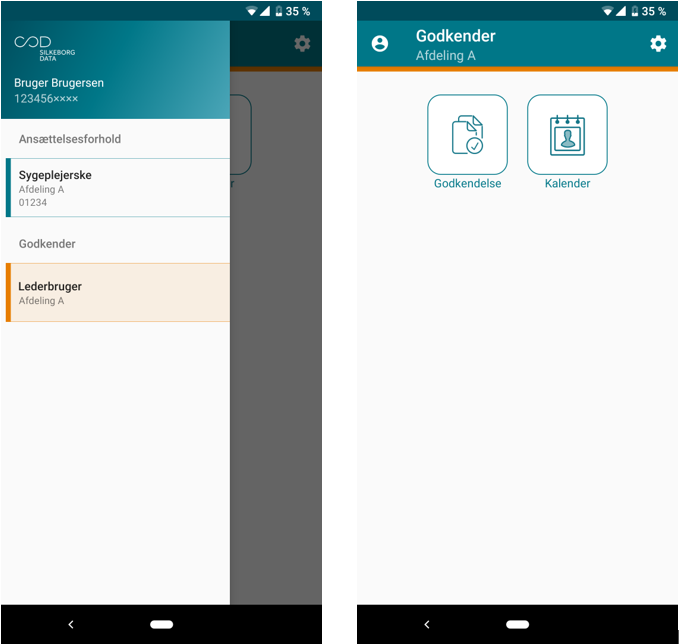 35 %
SILKEBORG
DATA
Bruger Brugersen
123456××××
Ansættelsesforhold
Sygeplejerske
Afdeling A
01234
Godkender
Lederbruger
Afdeling A
r
35 %
Godkender
Afdeling A
Godkendelse
Kalender